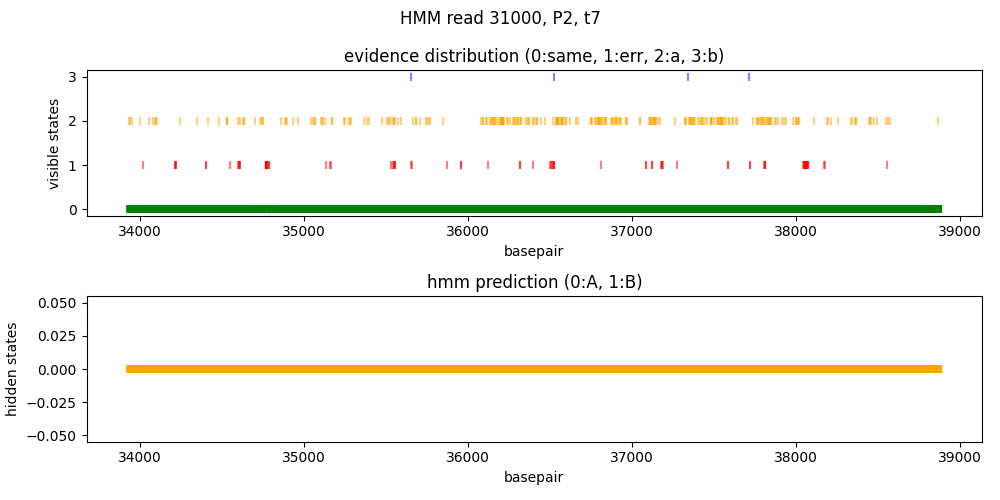 HMM read 31000, P2, t7
evidence distribution (0:same, 1:err, 2:a, 3:b)
3
2
1
0
visible states
34000 35000 36000 37000 38000 39000
basepair
hmm prediction (0:A, 1:B)
0.050
0.025
0.000
−0.025
−0.050
hidden states
34000 35000 36000 37000 38000 39000
basepair